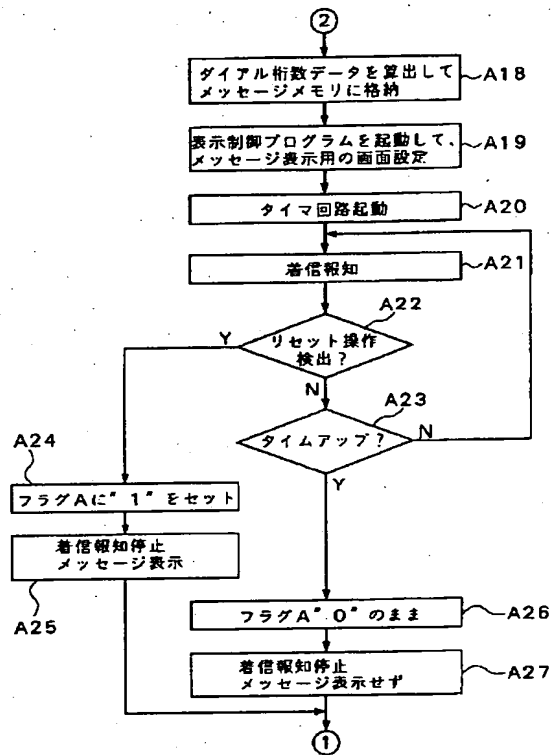 ②
ダイアル桁数データを算出して
メッセージメモリに格納
A18
表示制御プログラムを起動して、
メッセージ表示用の画面設定
A19
タイマ回路起動
A20
着信報知
A21
A22
リセット操作
検出?
Y
N
A23
タイムアップ?
N
Y
A24
フラグAに"1"をセット
着信報知停止
メッセージ表示
A25
フラグA"0"のまま
A26
着信報知停止
メッセージ表示せず
A27
①